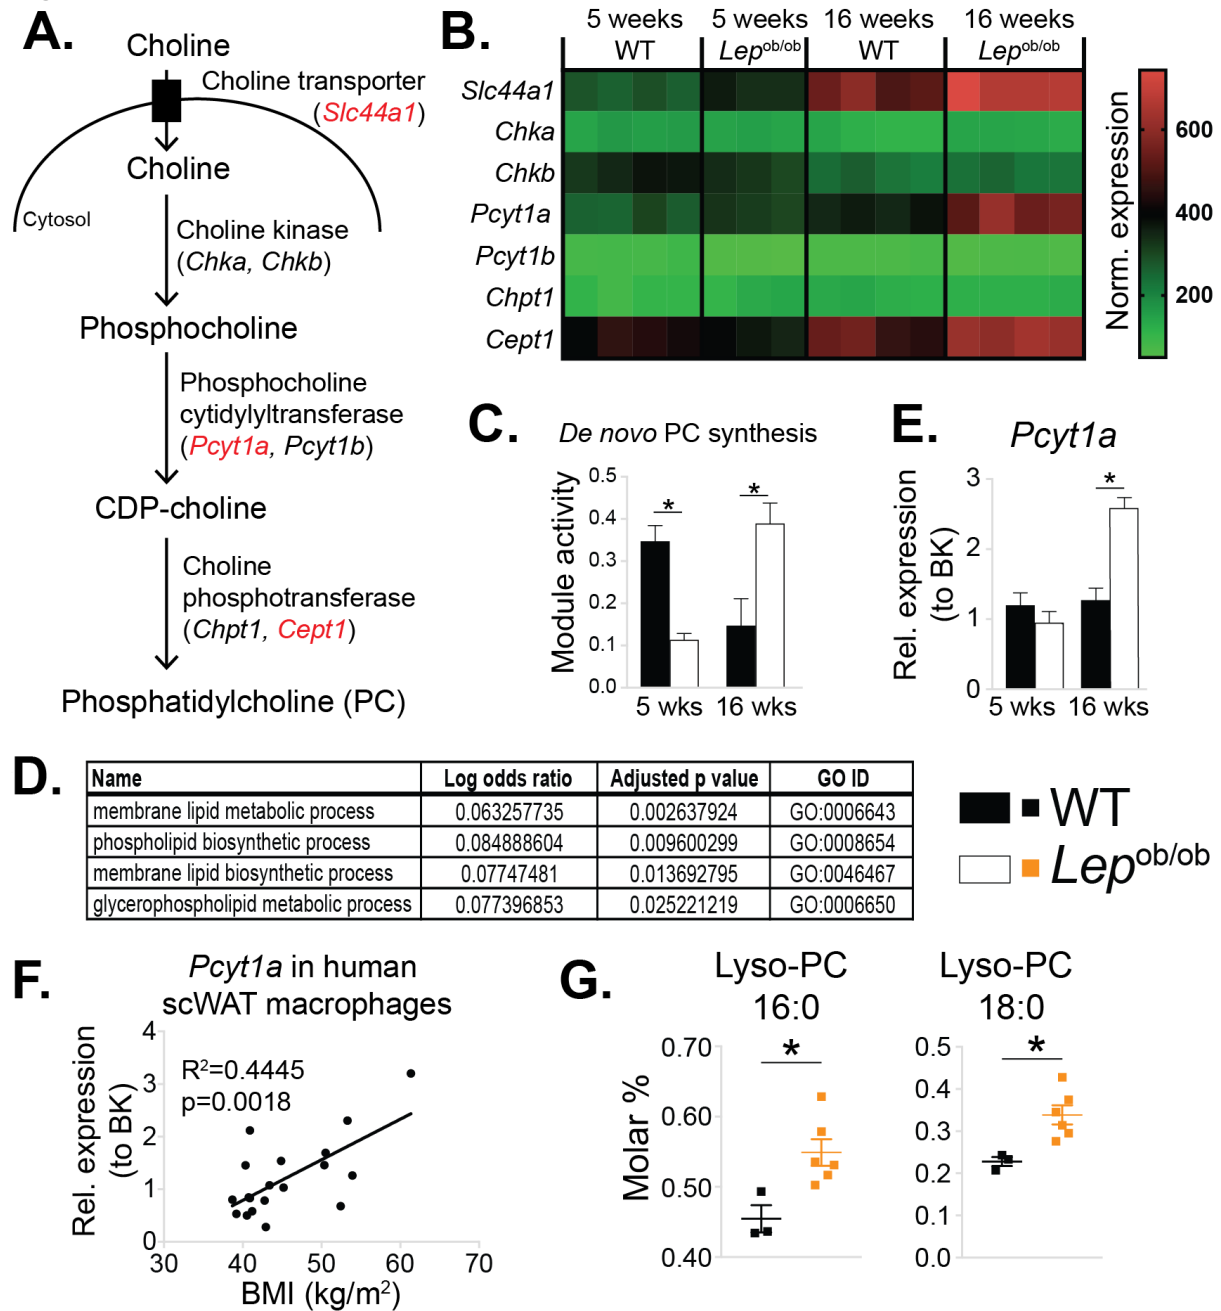 A.
Choline
Choline transporter
(Slc44a1)
Choline
Cytosol
Choline kinase
(Chka, Chkb)
Phosphocholine
Phosphocholine
cytidylyltransferase
(Pcyt1a, Pcyt1b)
CDP-choline
Choline
phosphotransferase
(Chpt1, Cept1)
Phosphatidylcholine (PC)
B.
5 weeks 5 weeks 16 weeks 16 weeks
WT Lep^ob/ob WT Lep^ob/ob
Slc44a1
Chka
Chkb
Pcyt1a
Pcyt1b
Chpt1
Cept1
Norm. expression
600
400
200
C.
De novo PC synthesis
Module activity
0.5
0.4
0.3
0.2
0.1
0.0
* *
5 wks 16 wks
E.
Pcyt1a
Rel. expression
(to BK)
3
2
1
0
*
5 wks 16 wks
D.
Name Log odds ratio Adjusted p value GO ID
membrane lipid metabolic process 0.063257735 0.002637924 GO:0006643
phospholipid biosynthetic process 0.084888604 0.009600299 GO:0008654
membrane lipid biosynthetic process 0.07747481 0.013692795 GO:0046467
glycerophospholipid metabolic process 0.077396853 0.025221219 GO:0006650
WT
Lep^ob/ob
F.
Pcyt1a in human
scWAT macrophages
Rel. expression
(to BK)
4
3
2
1
0
R²=0.4445
p=0.0018
30 40 50 60 70
BMI (kg/m²)
G.
Lyso-PC
16:0
Molar %
0.70
0.60
0.50
0.40
*
Lyso-PC
18:0
0.5
0.4
0.3
0.2
0.1
0.0
*